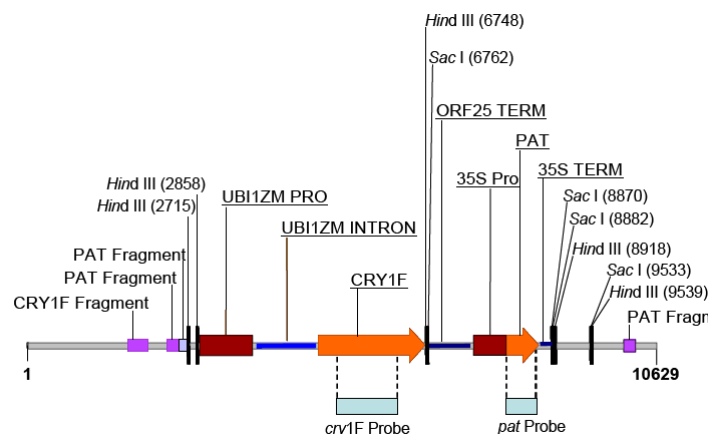 Hind III (6748)
Sac I (6762)
ORF25 TERM
PAT
Hind III (2858)
35S TERM
35S Pro
Sac I (8870)
UBI1ZM PRO
Hind III (2715)
Sac I (8882)
UBI1ZM INTRON
Hind III (8918)
PAT Fragment
Sac I (9533)
PAT Fragment
CRY1F
Hind III (9539)
CRY1F Fragment
PAT Fragm
1
10629
cry1F Probe
pat Probe